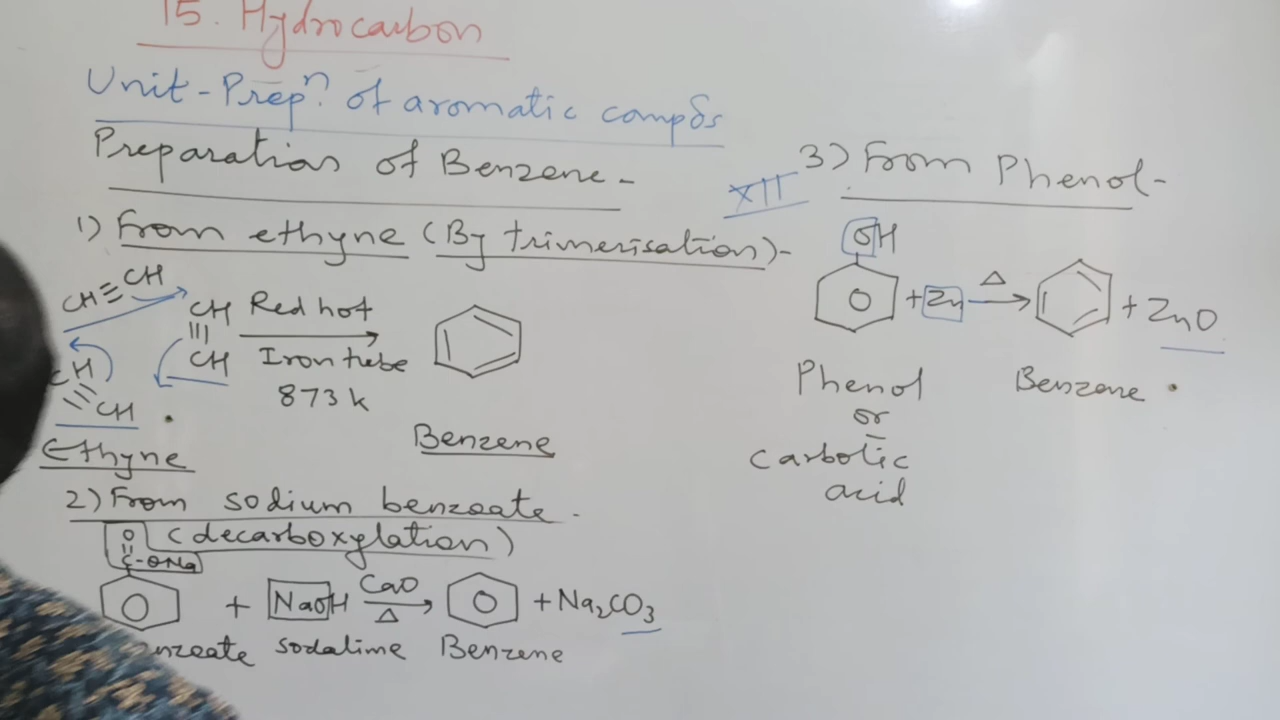 15. Hydrocarbon
Unit-Prepⁿ. of aromatic compds
Preparation of Benzene-
1) From ethyne (By trimerisation)-
CH≡CH
CH Red hot
|||
CH Iron tube
873 k
CH
CH
Ethyne
Benzene
2) From sodium benzoate-
(decarboxylation)
O
||
C-ONa
+ NaOH CaO Δ → + Na₂CO₃
sodalime Benzene
XII
3) From Phenol-
OH
+ Zn Δ → + ZnO
Phenol Benzene
or
carbolic
acid